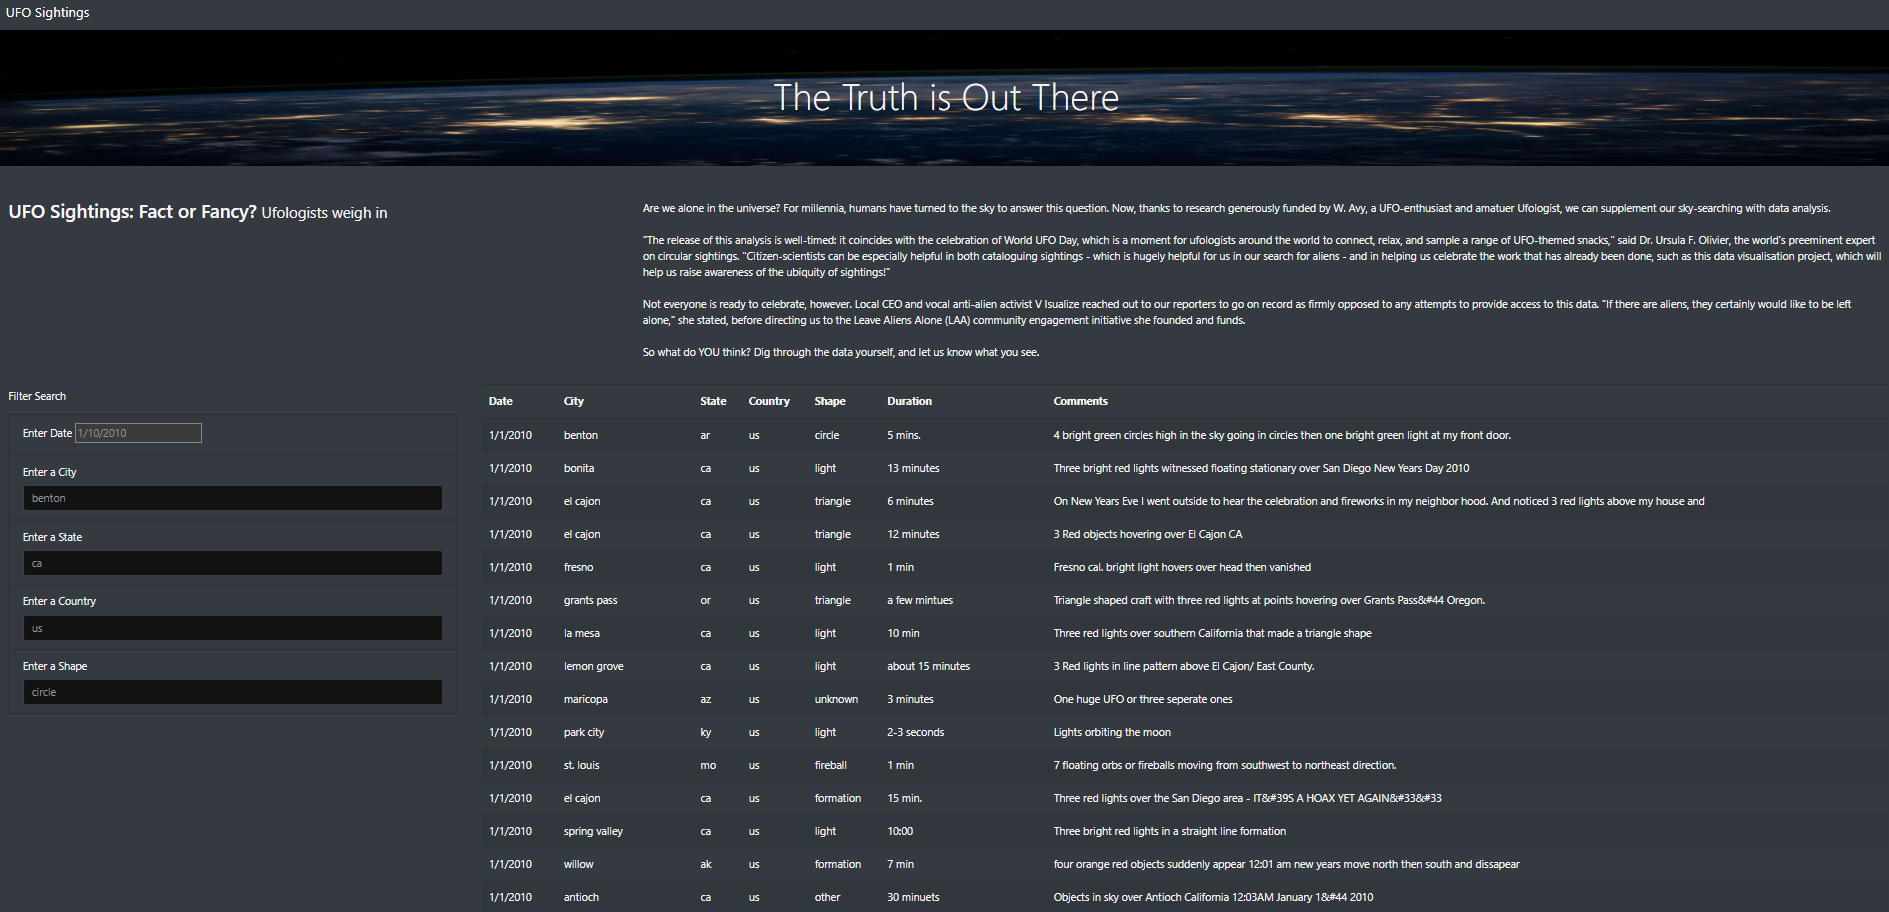 UFO Sightings
The Truth is Out There
UFO Sightings: Fact or Fancy? Ufologists weigh in
Are we alone in the universe? For millennia, humans have turned to the sky to answer this question. Now, thanks to research generously funded by W. Avy, a UFO-enthusiast and amatuer Ufologist, we can supplement our sky-searching with data analysis.
"The release of this analysis is well-timed: it coincides with the celebration of World UFO Day, which is a moment for ufologists around the world to connect, relax, and sample a range of UFO-themed snacks," said Dr. Ursula F. Olivier, the world's preeminent expert
on circular sightings. "Citizen-scientists can be especially helpful in both cataloguing sightings - which is hugely helpful for us in our search for aliens - and in helping us celebrate the work that has already been done, such as this data visualisation project, which will
help us raise awareness of the ubiquity of sightings!"
Not everyone is ready to celebrate, however. Local CEO and vocal anti-alien activist V Isualize reached out to our reporters to go on record as firmly opposed to any attempts to provide access to this data. "If there are aliens, they certainly would like to be left
alone," she stated, before directing us to the Leave Aliens Alone (LAA) community engagement initiative she founded and funds.
So what do YOU think? Dig through the data yourself, and let us know what you see.
Filter Search
Enter Date 1/10/2010
Enter a City
benton
Enter a State
ca
Enter a Country
us
Enter a Shape
circle
Date City State Country Shape Duration Comments
1/1/2010 benton ar us circle 5 mins. 4 bright green circles high in the sky going in circles then one bright green light at my front door.
1/1/2010 bonita ca us light 13 minutes Three bright red lights witnessed floating stationary over San Diego New Years Day 2010
1/1/2010 el cajon ca us triangle 6 minutes On New Years Eve I went outside to hear the celebration and fireworks in my neighbor hood. And noticed 3 red lights above my house and
1/1/2010 el cajon ca us triangle 12 minutes 3 Red objects hovering over El Cajon CA
1/1/2010 fresno ca us light 1 min Fresno cal. bright light hovers over head then vanished
1/1/2010 grants pass or us triangle a few mintues Triangle shaped craft with three red lights at points hovering over Grants Pass&#44 Oregon.
1/1/2010 la mesa ca us light 10 min Three red lights over southern California that made a triangle shape
1/1/2010 lemon grove ca us light about 15 minutes 3 Red lights in line pattern above El Cajon/ East County.
1/1/2010 maricopa az us unknown 3 minutes One huge UFO or three seperate ones
1/1/2010 park city ky us light 2-3 seconds Lights orbiting the moon
1/1/2010 st. louis mo us fireball 1 min 7 floating orbs or fireballs moving from southwest to northeast direction.
1/1/2010 el cajon ca us formation 15 min. Three red lights over the San Diego area - IT&#39S A HOAX YET AGAIN&#33&#33
1/1/2010 spring valley ca us light 10:00 Three bright red lights in a straight line formation
1/1/2010 willow ak us formation 7 min four orange red objects suddenly appear 12:01 am new years move north then south and dissapear
1/1/2010 antioch ca us other 30 minuets Objects in sky over Antioch California 12:03AM January 1&#44 2010